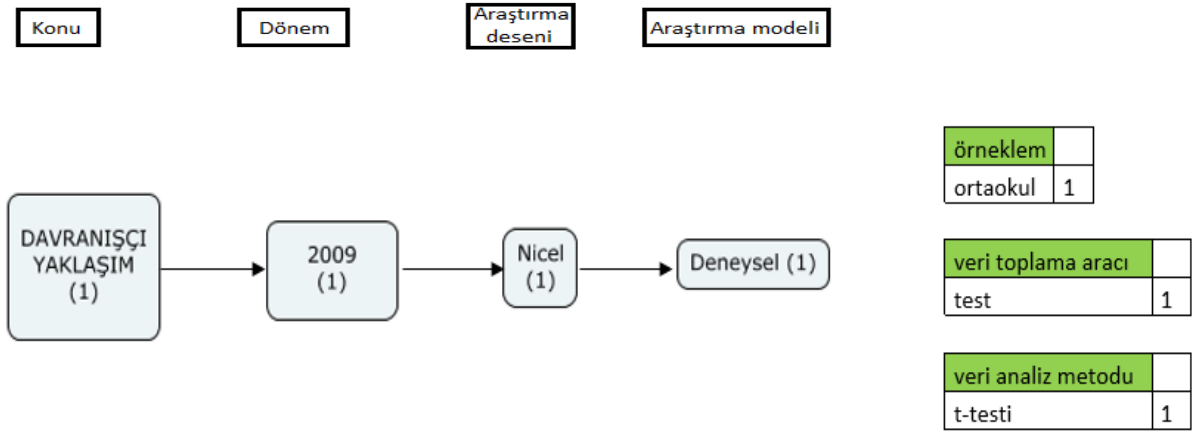 Konu
Dönem
Araştırma
deseni
Araştırma modeli
DAVRANIŞÇI
YAKLAŞIM
(1)
2009
(1)
Nicel
(1)
Deneysel (1)
örneklem
ortaokul 1
veri toplama aracı
test 1
veri analiz metodu
t-testi 1